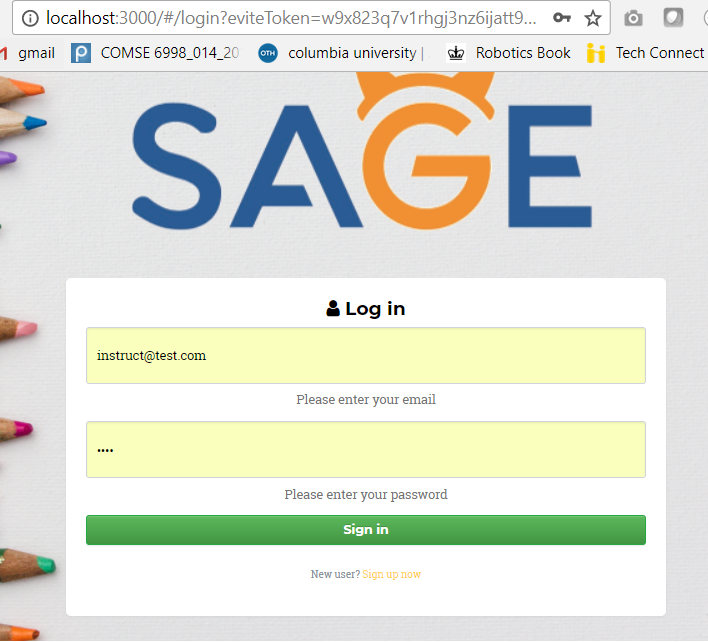 localhost:3000/#/login?eviteToken=w9x823q7v1rhgj3nz6ijatt9...
gmail P COMSE 6998_014_20 OTH columbia university | Robotics Book Tech Connect
SAGE
Log in
instruct@test.com
Please enter your email
••••
Please enter your password
Sign in
New user? Sign up now